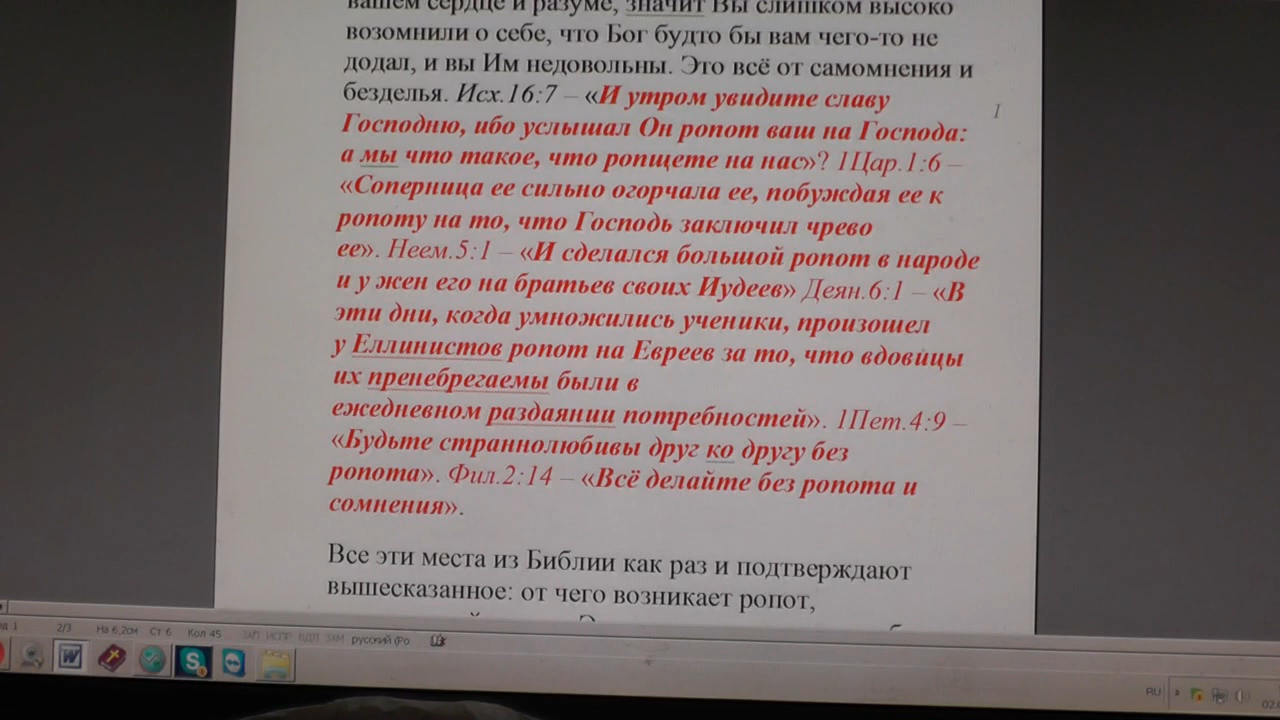 вашем сердце и разуме, значит Вы слишком высоко
возомнили о себе, что Бог будто бы вам чего-то не
додал, и вы Им недовольны. Это всё от самомнения и
безделья. Исх.16:7 – «И утром увидите славу
Господню, ибо услышал Он ропот ваш на Господа:
а мы что такое, что ропщете на нас»? 1Цар.1:6 –
«Соперница ее сильно огорчала ее, побуждая ее к
ропоту на то, что Господь заключил чрево
ее». Неем.5:1 – «И сделался большой ропот в народе
и у жен его на братьев своих Иудеев» Деян.6:1 – «В
эти дни, когда умножились ученики, произошел
у Еллинистов ропот на Евреев за то, что вдовицы
их пренебрегаемы были в
ежедневном раздаянии потребностей». 1Пет.4:9 –
«Будьте страннолюбивы друг ко другу без
ропота». Фил.2:14 – «Всё делайте без ропота и
сомнения».
Все эти места из Библии как раз и подтверждают
вышесказанное: от чего возникает ропот,
1
2/3 На 6,2см Ст 6 Кол 45 ЗАП ИСПР ВДЛ ЗАМ русский (Ро
W S
RU
02: